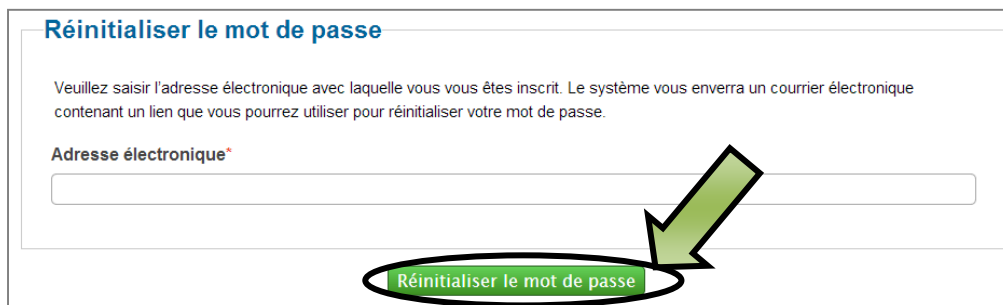 Réinitialiser le mot de passe
Veuillez saisir l'adresse électronique avec laquelle vous vous êtes inscrit. Le système vous enverra un courrier électronique
contenant un lien que vous pourrez utiliser pour réinitialiser votre mot de passe.
Adresse électronique*
Réinitialiser le mot de passe